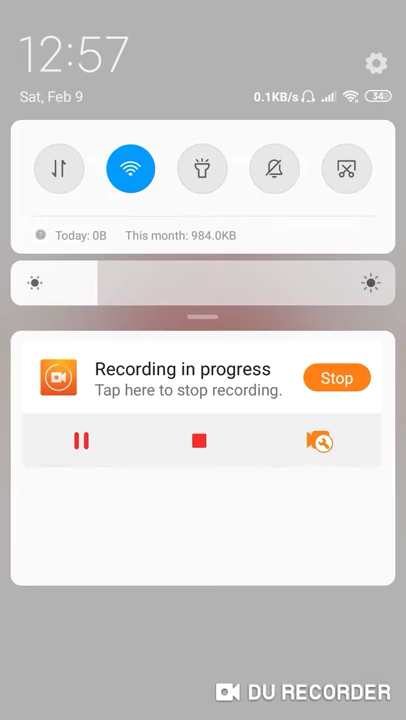 12:57
Sat, Feb 9
0.1KB/s
34
Today: 0B This month: 984.0KB
Recording in progress
Tap here to stop recording.
Stop
DU RECORDER